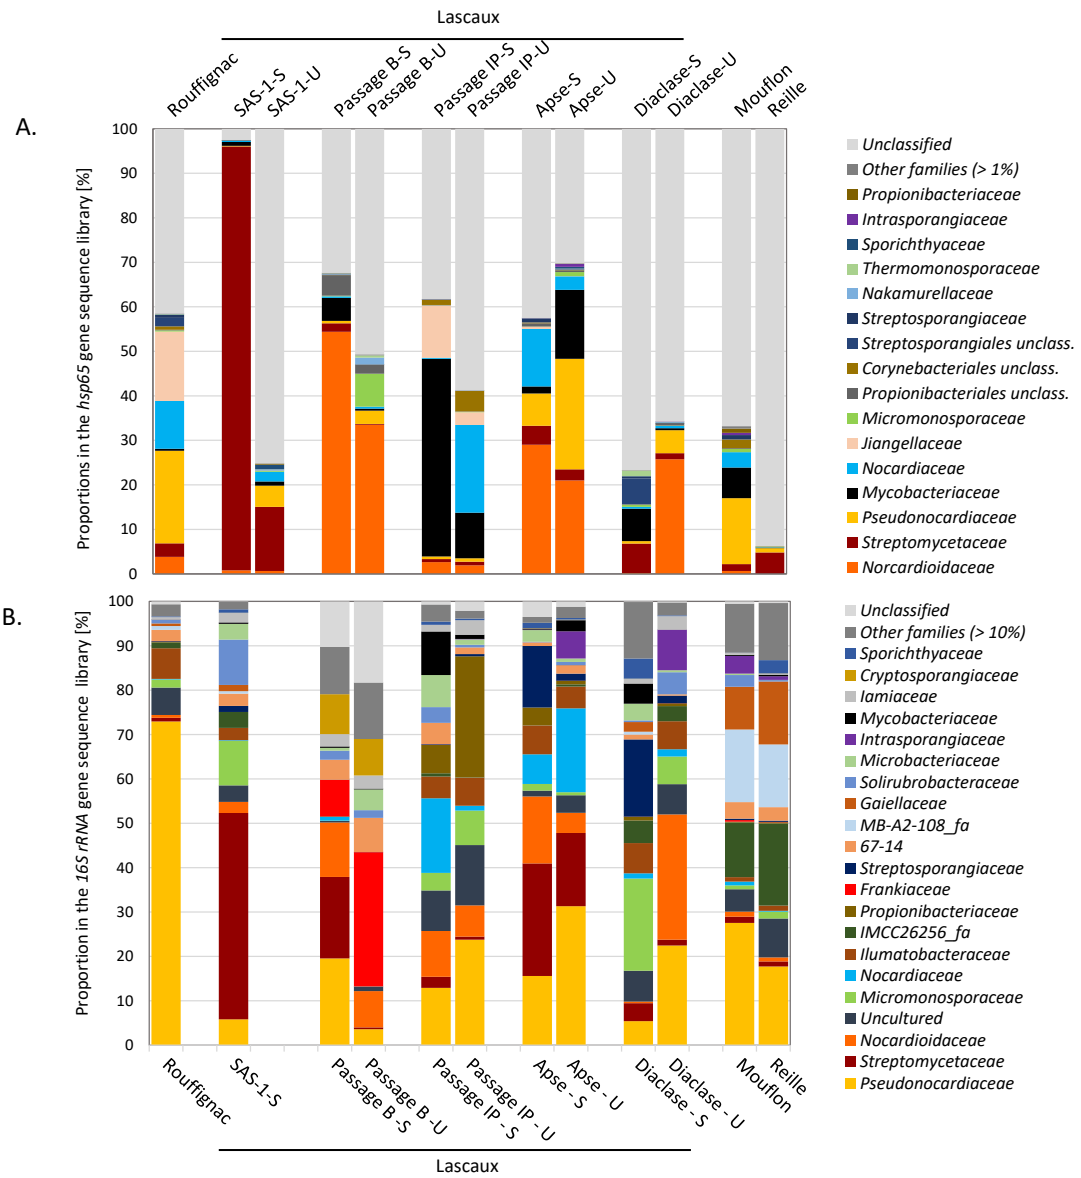 Lascaux
Rouffignac
SAS-1-S
SAS-1-U
Passage B-S
Passage B-U
Passage IP-S
Passage IP-U
Apse-S
Apse-U
Diaclase-S
Diaclase-U
Mouflon
Reille
A.
Proportions in the hsp65 gene sequence library [%]
100
90
80
70
60
50
40
30
20
10
0
Unclassified
Other families (> 1%)
Propionibacteriaceae
Intrasporangiaceae
Sporichthyaceae
Thermomonosporaceae
Nakamurellaceae
Streptosporangiaceae
Streptosporangiales unclass.
Corynebacteriales unclass.
Propionibacteriales unclass.
Micromonosporaceae
Jiangellaceae
Nocardiaceae
Mycobacteriaceae
Pseudonocardiaceae
Streptomycetaceae
Norcardioidaceae
B.
Proportion in the 16S rRNA gene sequence library [%]
100
90
80
70
60
50
40
30
20
10
0
Unclassified
Other families (> 10%)
Sporichthyaceae
Cryptosporangiaceae
Iamiaceae
Mycobacteriaceae
Intrasporangiaceae
Microbacteriaceae
Solirubrobacteraceae
Gaiellaceae
MB-A2-108_fa
67-14
Streptosporangiaceae
Frankiaceae
Propionibacteriaceae
IMCC26256_fa
Ilumatobacteraceae
Nocardiaceae
Micromonosporaceae
Uncultured
Nocardioidaceae
Streptomycetaceae
Pseudonocardiaceae
Rouffignac
SAS-1-S
Passage B -S
Passage B -U
Passage IP - S
Passage IP - U
Apse - S
Apse - U
Diaclase - S
Diaclase - U
Mouflon
Reille
Lascaux